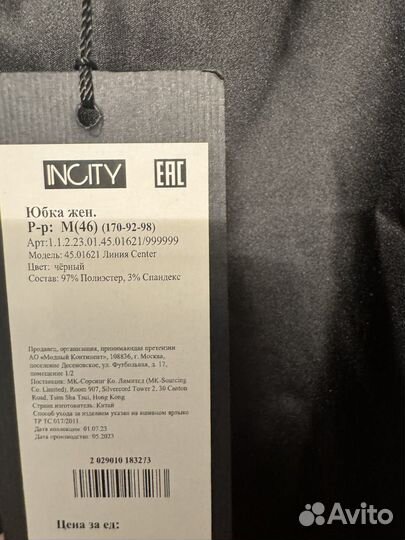 INCITY EAC
Юбка жен.
Р-р: M(46) (170-92-98)
Арт:1.1.2.23.01.45.01621/999999
Модель: 45.01621 Линия Center
Цвет: чёрный
Состав: 97% Полиэстер, 3% Спандекс
Продавец, организация, принимающая претензии
АО «Модный Континент», 108836, г. Москва,
поселение Десеновское, ул. Футбольная, д. 17,
помещение 1/2
Поставщик: МК-Сорсинг Ко. Лимитед (MK-Sourcing
Co. Limited), Room 907, Silvercord Tower 2, 30 Canton
Road, Tsim Sha Tsui, Hong Kong
Страна изготовитель: Китай
Способ ухода за изделием указан на вшивном ярлыке
ТР ТС 017/2011
Дата коллекции: 01.07.23
Дата производства: 05.2023
2 029010 183273
Цена за ед:
Avito